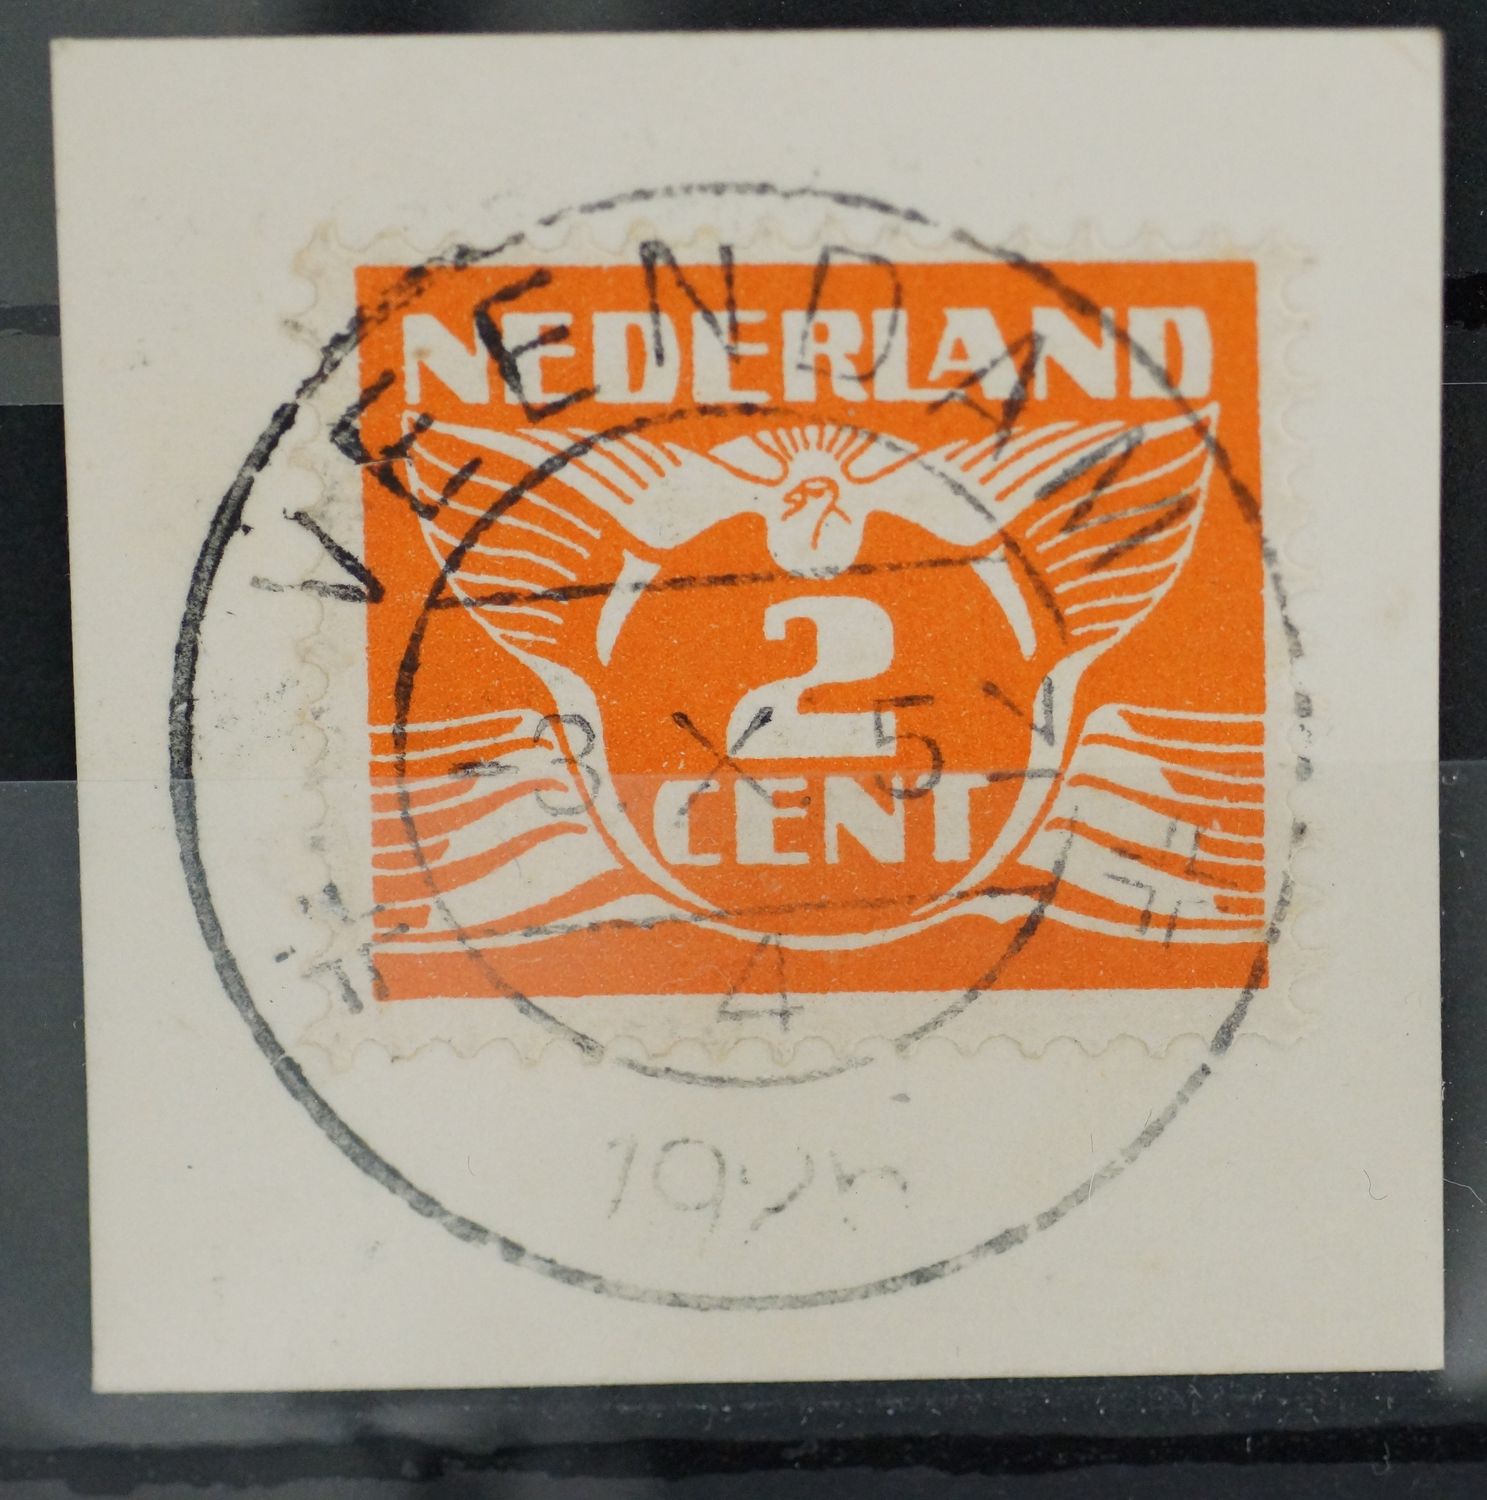 VEENDAM
NEDERLAND
2
-3.X.5
CENT
4